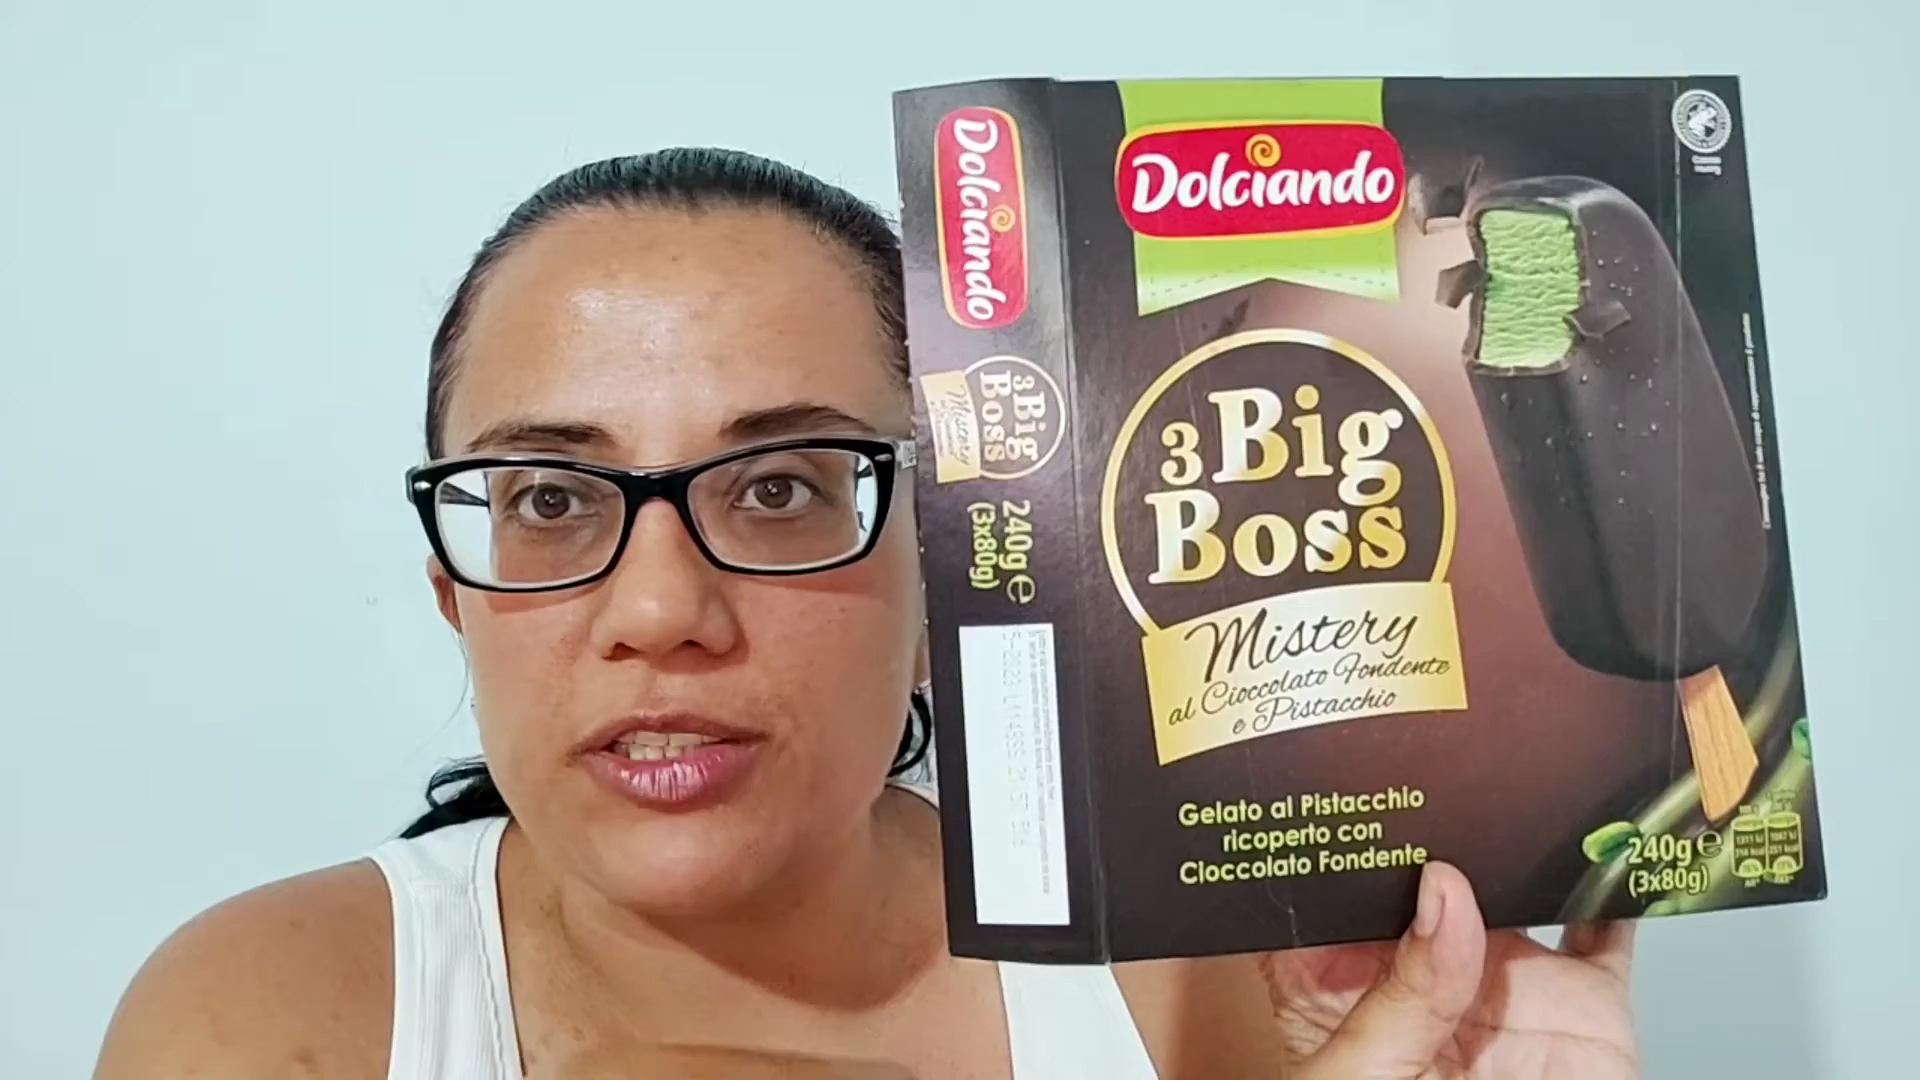 Dolciando
3 Big
Boss
Mistery
240g e
(3x80g)
Dolciando
3 Big
Boss
Mistery
al Cioccolato Fondente
e Pistacchio
Gelato al Pistacchio
ricoperto con
Cioccolato Fondente
240g e
(3x80g)